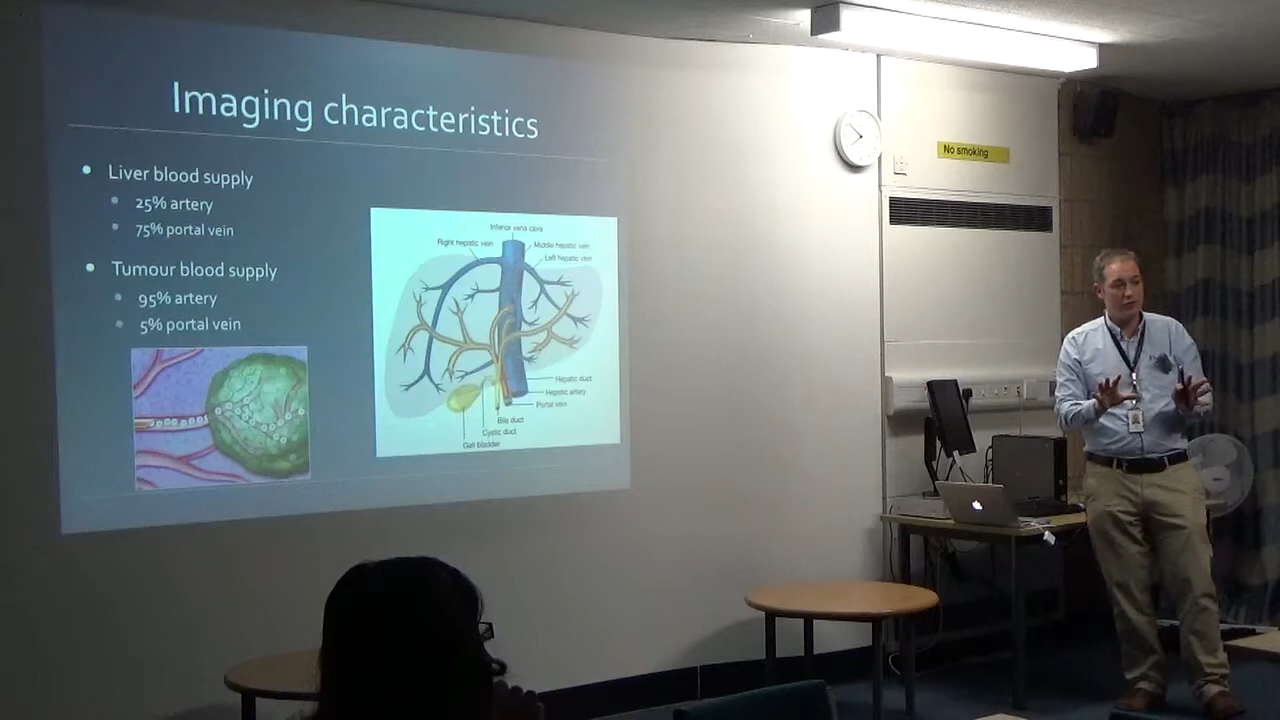 Imaging characteristics
Liver blood supply
25% artery
75% portal vein
Tumour blood supply
95% artery
5% portal vein
Inferior vena cava
Right hepatic vein
Middle hepatic vein
Left hepatic vein
Hepatic duct
Hepatic artery
Portal vein
Bile duct
Cystic duct
Gall bladder
No smoking